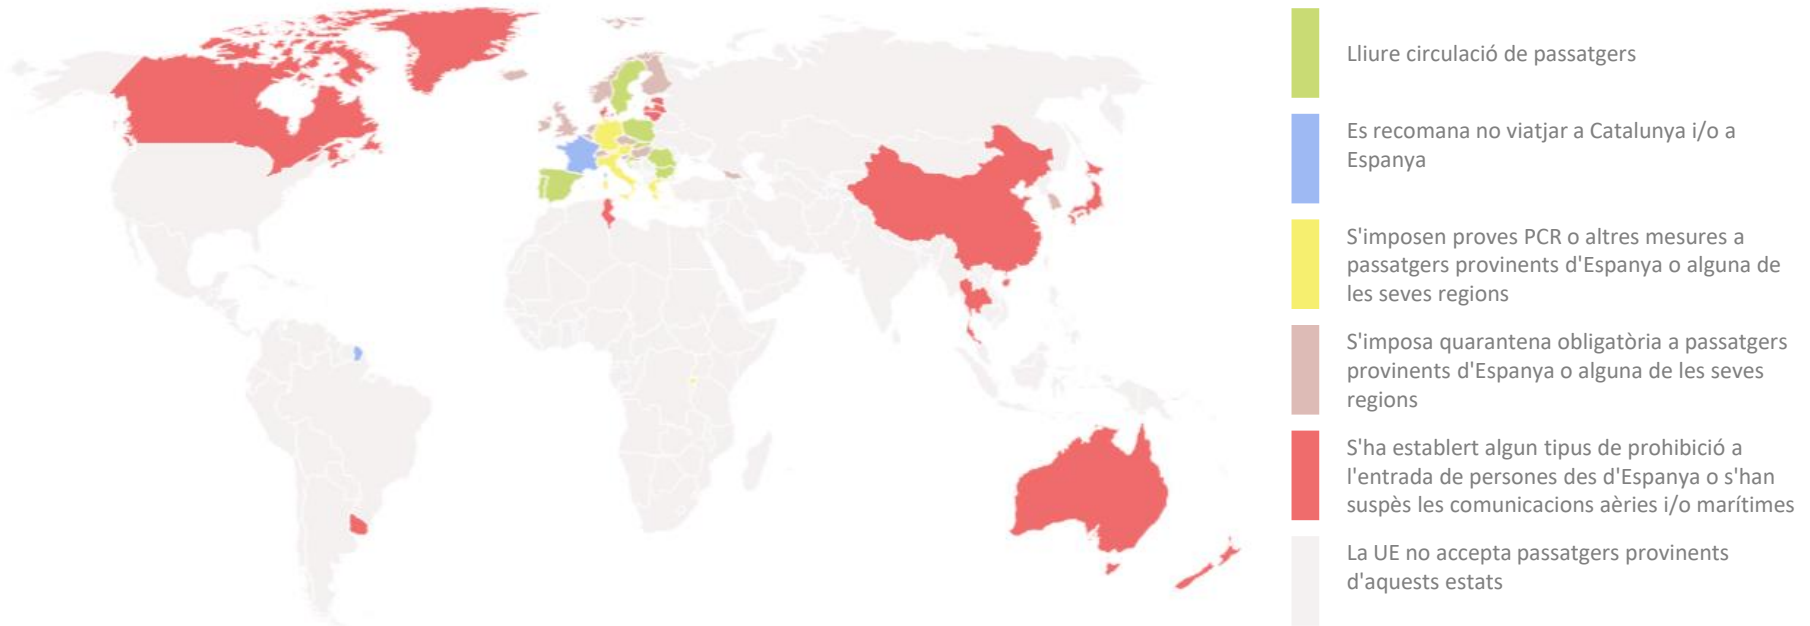 Lliure circulació de passatgers
Es recomana no viatjar a Catalunya i/o a
Espanya
S'imposen proves PCR o altres mesures a
passatgers provinents d'Espanya o alguna de
les seves regions
S'imposa quarantena obligatòria a passatgers
provinents d'Espanya o alguna de les seves
regions
S'ha establert algun tipus de prohibició a
l'entrada de persones des d'Espanya o s'han
suspès les comunicacions aèries i/o marítimes
La UE no accepta passatgers provinents
d'aquests estats